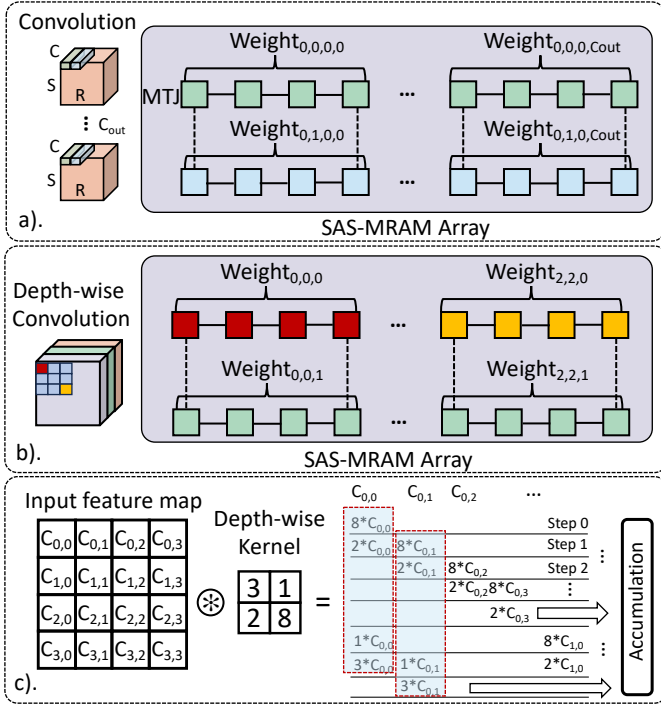 Convolution
C
S
R
⋮ C_out
C
S
R
Weight_0,0,0,0
Weight_0,0,0,Cout
MTJ
...
Weight_0,1,0,0
Weight_0,1,0,Cout
...
SAS-MRAM Array
a).
Depth-wise
Convolution
Weight_0,0,0
Weight_2,2,0
...
Weight_0,0,1
Weight_2,2,1
...
SAS-MRAM Array
b).
Input feature map
C_0,0 C_0,1 C_0,2 C_0,3
C_1,0 C_1,1 C_1,2 C_1,3
C_2,0 C_2,1 C_2,2 C_2,3
C_3,0 C_3,1 C_3,2 C_3,3
⊛
Depth-wise
Kernel
3 1
2 8
=
C_0,0 C_0,1 C_0,2 ...
8*C_0,0 Step 0
2*C_0,0 8*C_0,1 Step 1 ⋮
2*C_0,1 8*C_0,2 Step 2
2*C_0,2 8*C_0,3 ⋮
2*C_0,3
1*C_0,0 8*C_1,0 ⋮
3*C_0,0 1*C_0,1 2*C_1,0
3*C_0,1
Accumulation
c).